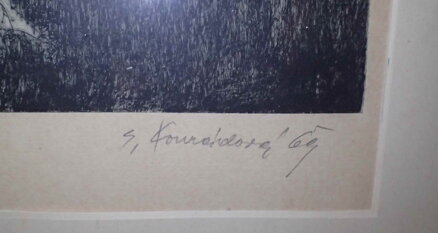 S, Konrádová 69